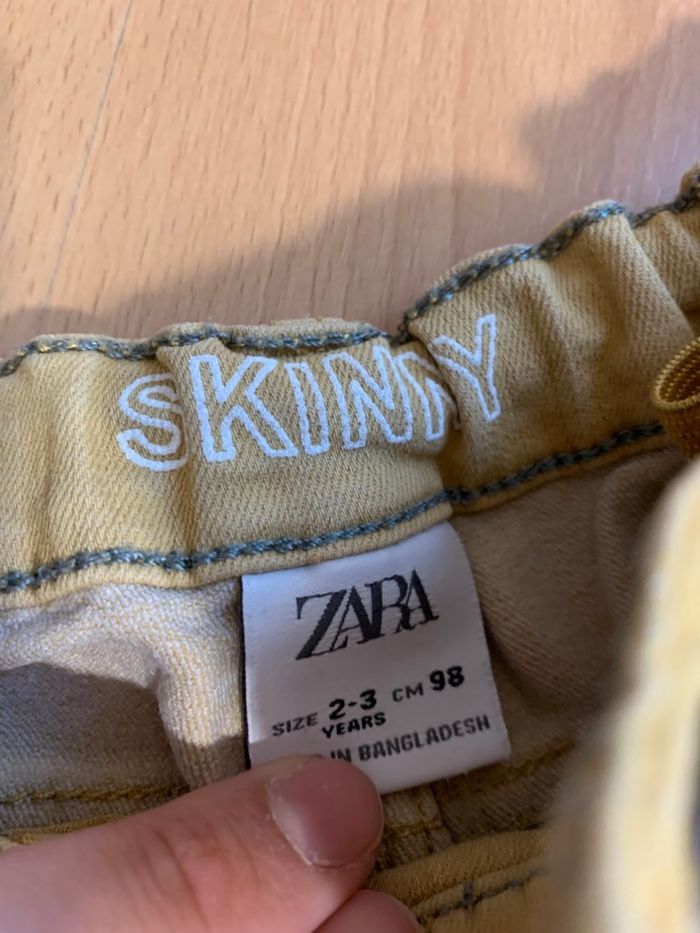 SKINNY
ZARA
SIZE 2-3 CM 98
YEARS
IN BANGLADESH